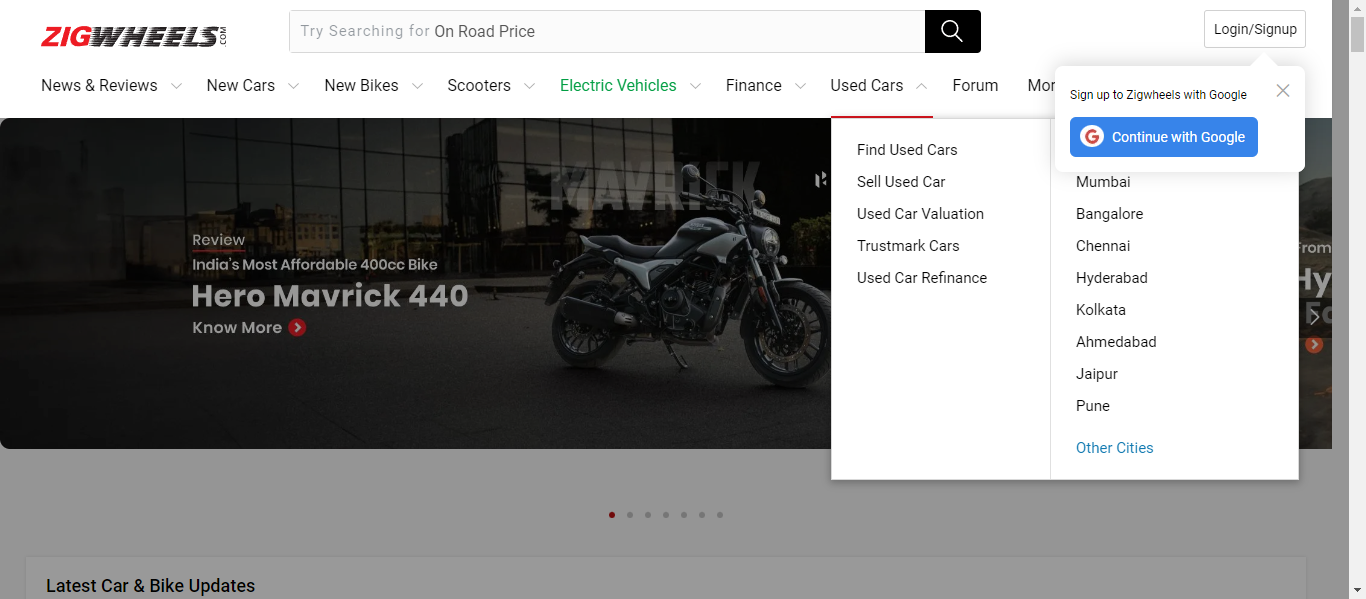 ZIGWHEELS.COM
Try Searching for On Road Price
Login/Signup
News & Reviews
New Cars
New Bikes
Scooters
Electric Vehicles
Finance
Used Cars
Forum
Mor
Sign up to Zigwheels with Google
G Continue with Google
Find Used Cars
Sell Used Car
Used Car Valuation
Trustmark Cars
Used Car Refinance
Mumbai
Bangalore
Chennai
Hyderabad
Kolkata
Ahmedabad
Jaipur
Pune
Other Cities
MAVRICK
Review
India's Most Affordable 400cc Bike
Hero Mavrick 440
Know More
From
Hy
Fo
Latest Car & Bike Updates